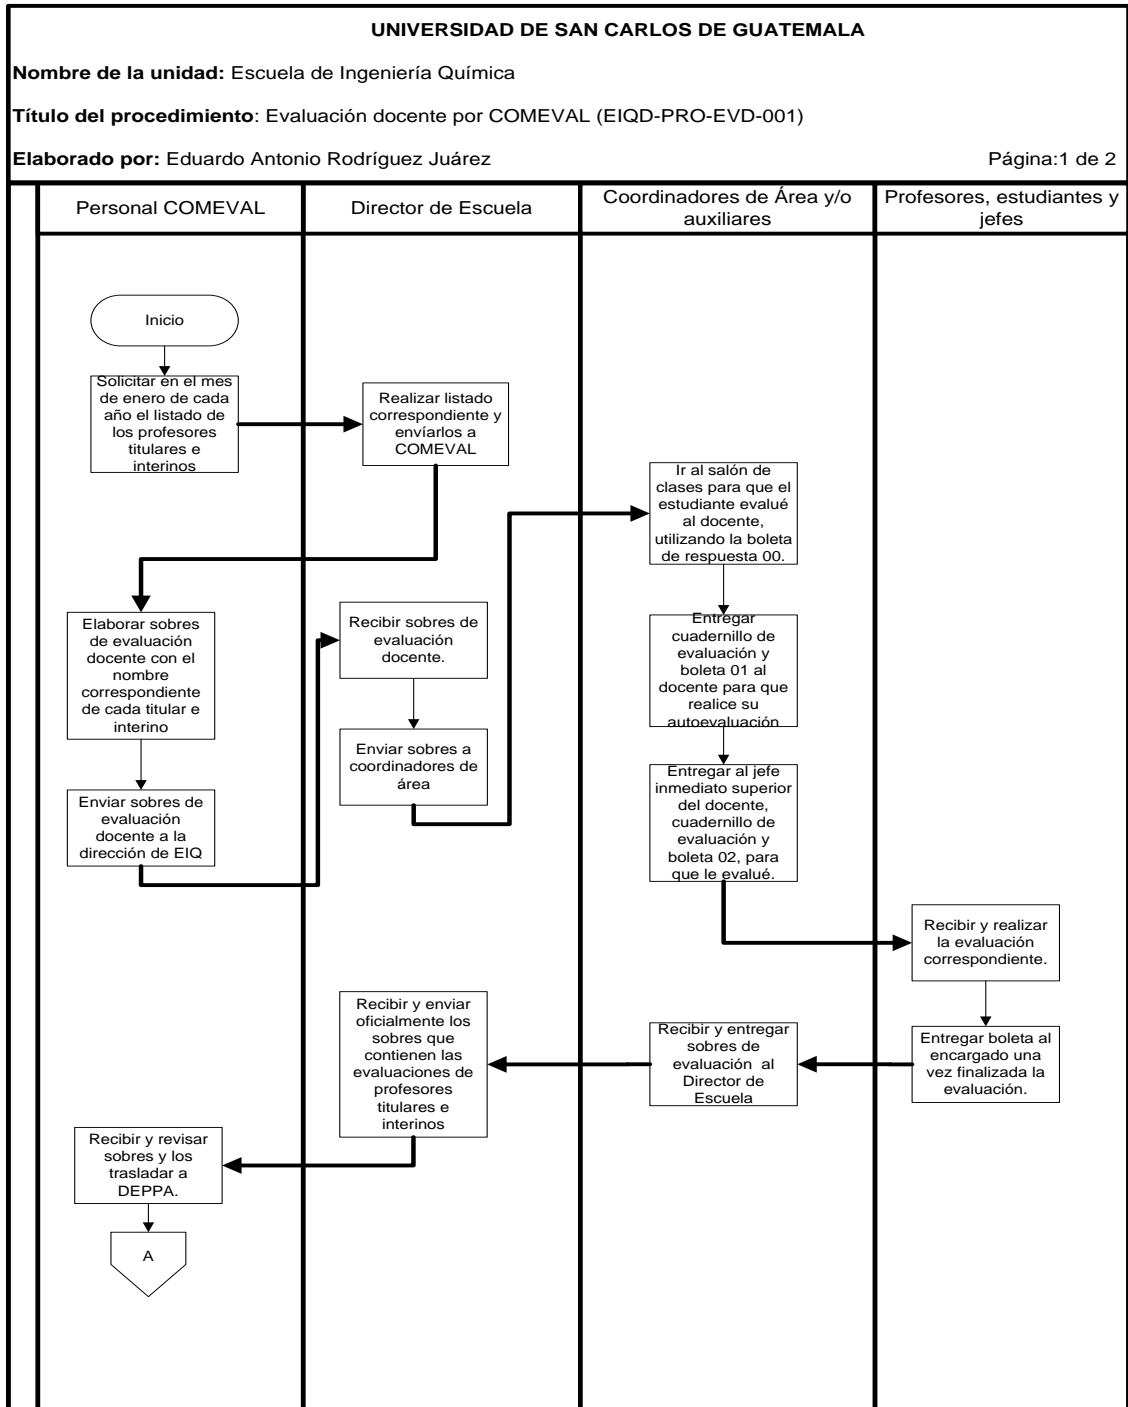 UNIVERSIDAD DE SAN CARLOS DE GUATEMALA
Nombre de la unidad: Escuela de Ingeniería Química
Título del procedimiento: Evaluación docente por COMEVAL (EIQD-PRO-EVD-001)
Elaborado por: Eduardo Antonio Rodríguez Juárez
Página:1 de 2
Personal COMEVAL
Director de Escuela
Coordinadores de Área y/o
auxiliares
Profesores, estudiantes y
jefes
Inicio
Solicitar en el mes
de enero de cada
año el listado de
los profesores
titulares e
interinos
Realizar listado
correspondiente y
envíarlos a
COMEVAL
Elaborar sobres
de evaluación
docente con el
nombre
correspondiente
de cada titular e
interino
Enviar sobres de
evaluación
docente a la
dirección de EIQ
Recibir sobres de
evaluación
docente.
Enviar sobres a
coordinadores de
área
Ir al salón de
clases para que el
estudiante evalué
al docente,
utilizando la boleta
de respuesta 00.
Entregar
cuadernillo de
evaluación y
boleta 01 al
docente para que
realice su
autoevaluación
Entregar al jefe
inmediato superior
del docente,
cuadernillo de
evaluación y
boleta 02, para
que le evalué.
Recibir y realizar
la evaluación
correspondiente.
Entregar boleta al
encargado una
vez finalizada la
evaluación.
Recibir y entregar
sobres de
evaluación al
Director de
Escuela
Recibir y enviar
oficialmente los
sobres que
contienen las
evaluaciones de
profesores
titulares e
interinos
Recibir y revisar
sobres y los
trasladar a
DEPPA.
A